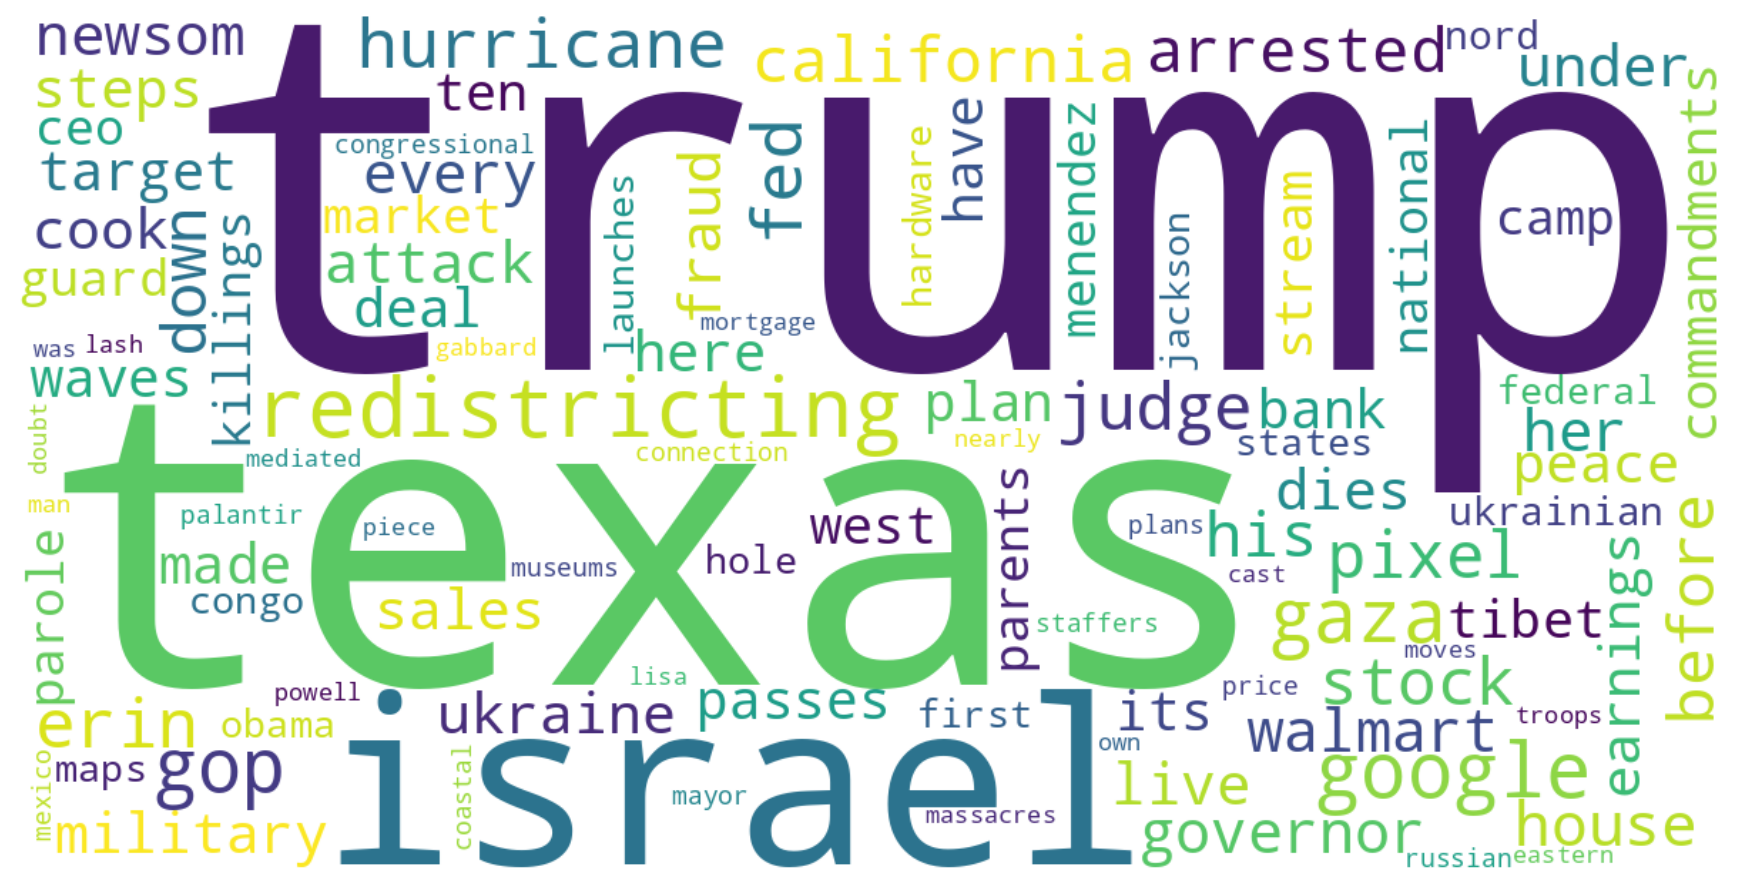 newsom
hurricane
california
arrested
nord
under
steps
ten
trump
ceo
congressional
target
every
cook
market
down
killings
guard
attack
deal
launches
fraud
fed
mortgage
hardware
have
menendez
jackson
stream
national
camp
commandments
was
lash
gabbard
here
waves
redistricting
plan
judge
bank
federal
her
states
nearly
connection
doubt
mediated
texas
peace
dies
man
palantir
piece
west
parents
plans
his
ukrainian
pixel
before
parole
made
museums
hole
cast
congo
sales
staffers
gaza
tibet
earnings
moves
lisa
powell
passes
first
its
price
stock
erin
obama
ukraine
israel
own
walmart
troops
maps
gop
mexico
coastal
mayor
live
google
military
massacres
governor
house
russian
eastern